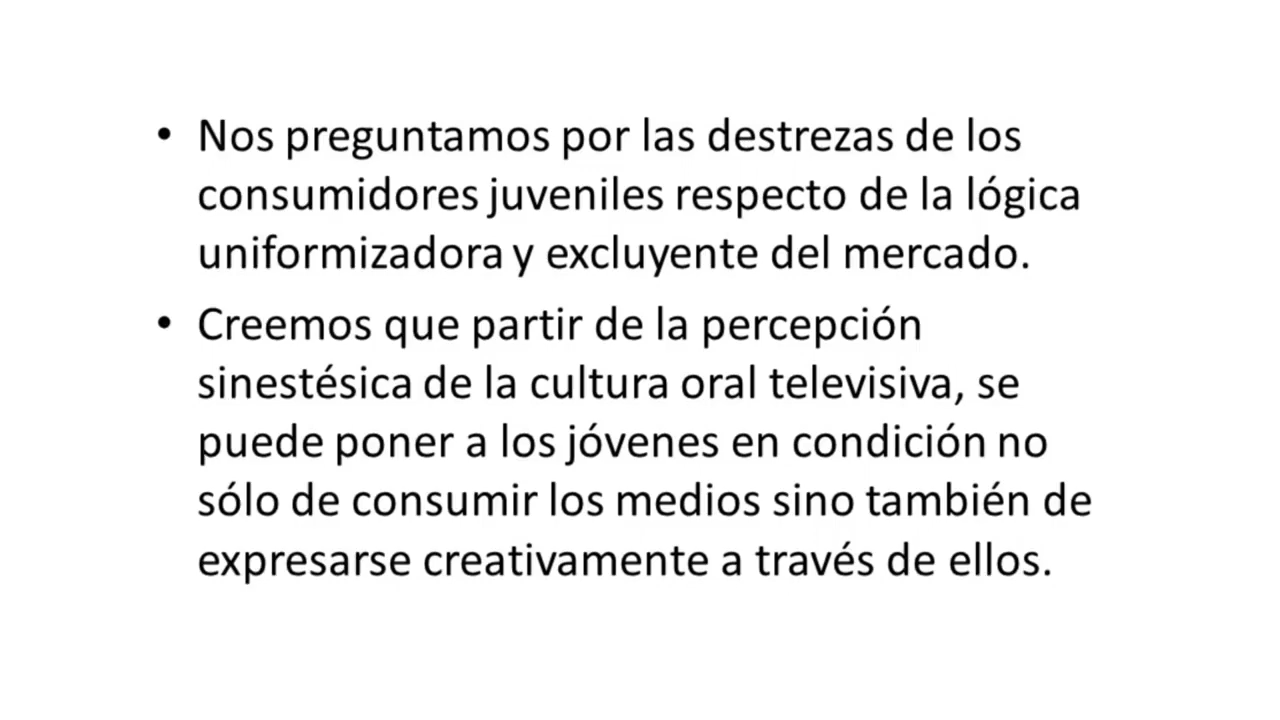 • Nos preguntamos por las destrezas de los
consumidores juveniles respecto de la lógica
uniformizadora y excluyente del mercado.
• Creemos que partir de la percepción
sinestésica de la cultura oral televisiva, se
puede poner a los jóvenes en condición no
sólo de consumir los medios sino también de
expresarse creativamente a través de ellos.